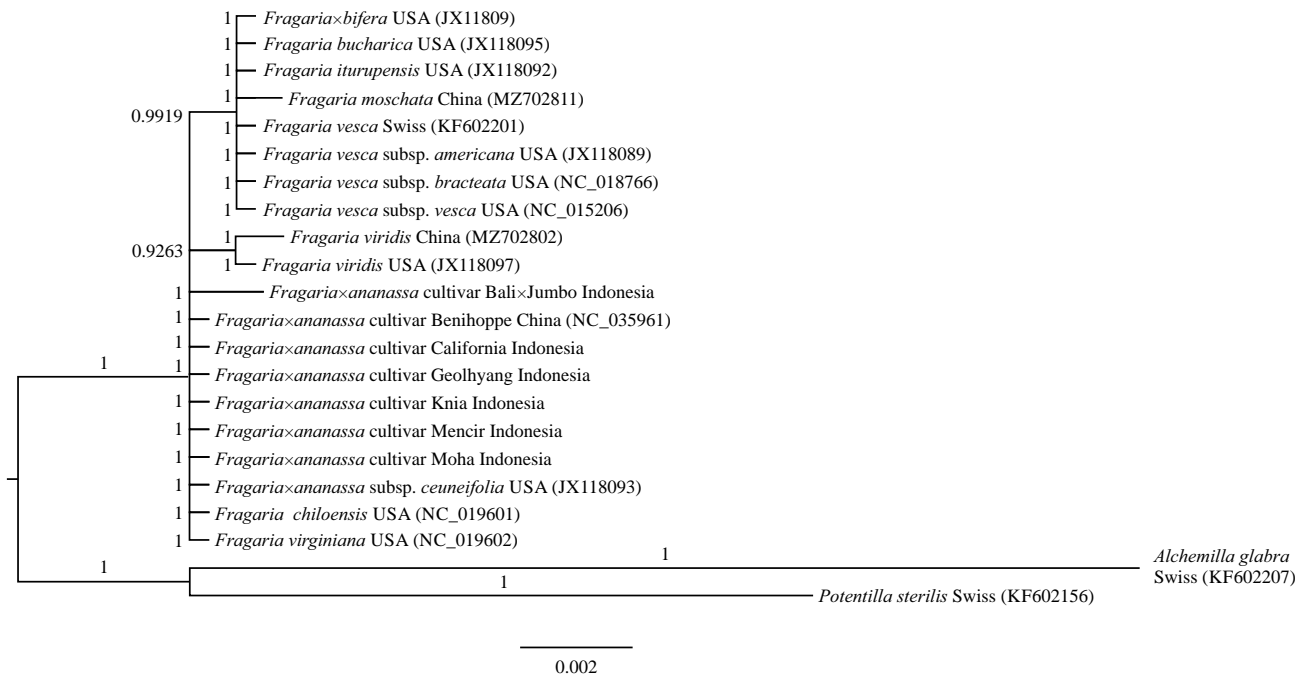 1 Fragaria×bifera USA (JX11809)
1 Fragaria bucharica USA (JX118095)
1 Fragaria iturupensis USA (JX118092)
1 Fragaria moschata China (MZ702811)
0.9919
1 Fragaria vesca Swiss (KF602201)
1 Fragaria vesca subsp. americana USA (JX118089)
1 Fragaria vesca subsp. bracteata USA (NC_018766)
1 Fragaria vesca subsp. vesca USA (NC_015206)
1 Fragaria viridis China (MZ702802)
0.9263
1 Fragaria viridis USA (JX118097)
1 Fragaria×ananassa cultivar Bali×Jumbo Indonesia
1 Fragaria×ananassa cultivar Benihoppe China (NC_035961)
1 Fragaria×ananassa cultivar California Indonesia
1
1 Fragaria×ananassa cultivar Geolhyang Indonesia
1 Fragaria×ananassa cultivar Knia Indonesia
1 Fragaria×ananassa cultivar Mencir Indonesia
1 Fragaria×ananassa cultivar Moha Indonesia
1 Fragaria×ananassa subsp. ceuneifolia USA (JX118093)
1 Fragaria chiloensis USA (NC_019601)
1 Fragaria virginiana USA (NC_019602)
1
1 Alchemilla glabra
Swiss (KF602207)
1 Potentilla sterilis Swiss (KF602156)
0.002